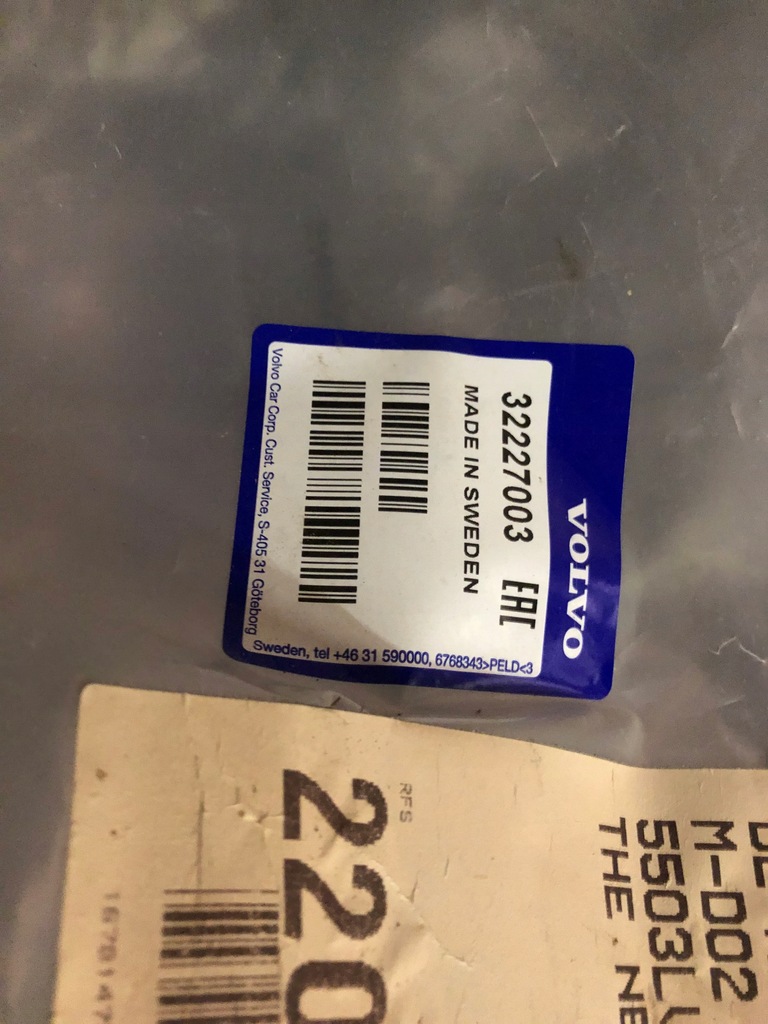 VOLVO
32227003 EAC
MADE IN SWEDEN
Volvo Car Corp. Cust. Service, S-405 31 Göteborg
Sweden, tel +46 31 590000, 6768343>PELD<3
M-D02
5503L
THE NE
RFS
220